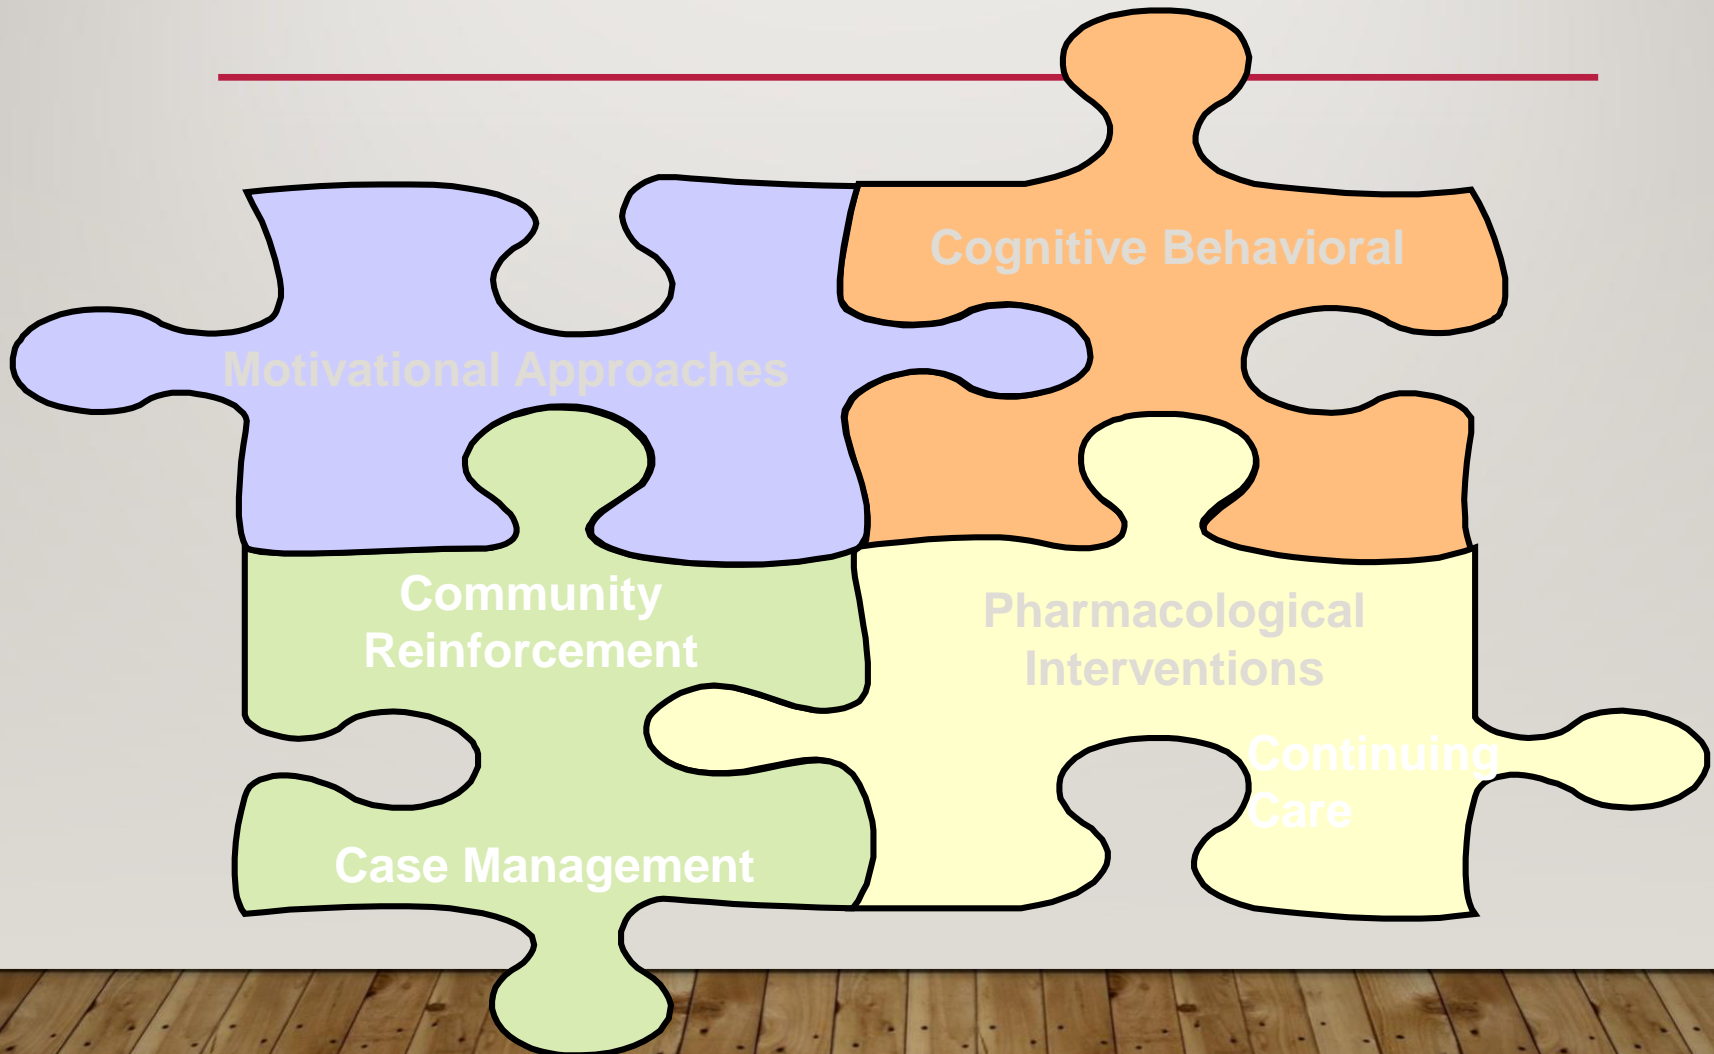 Cognitive Behavioral
Motivational Approaches
Community
Reinforcement
Pharmacological
Interventions
Continuing
Care
Case Management